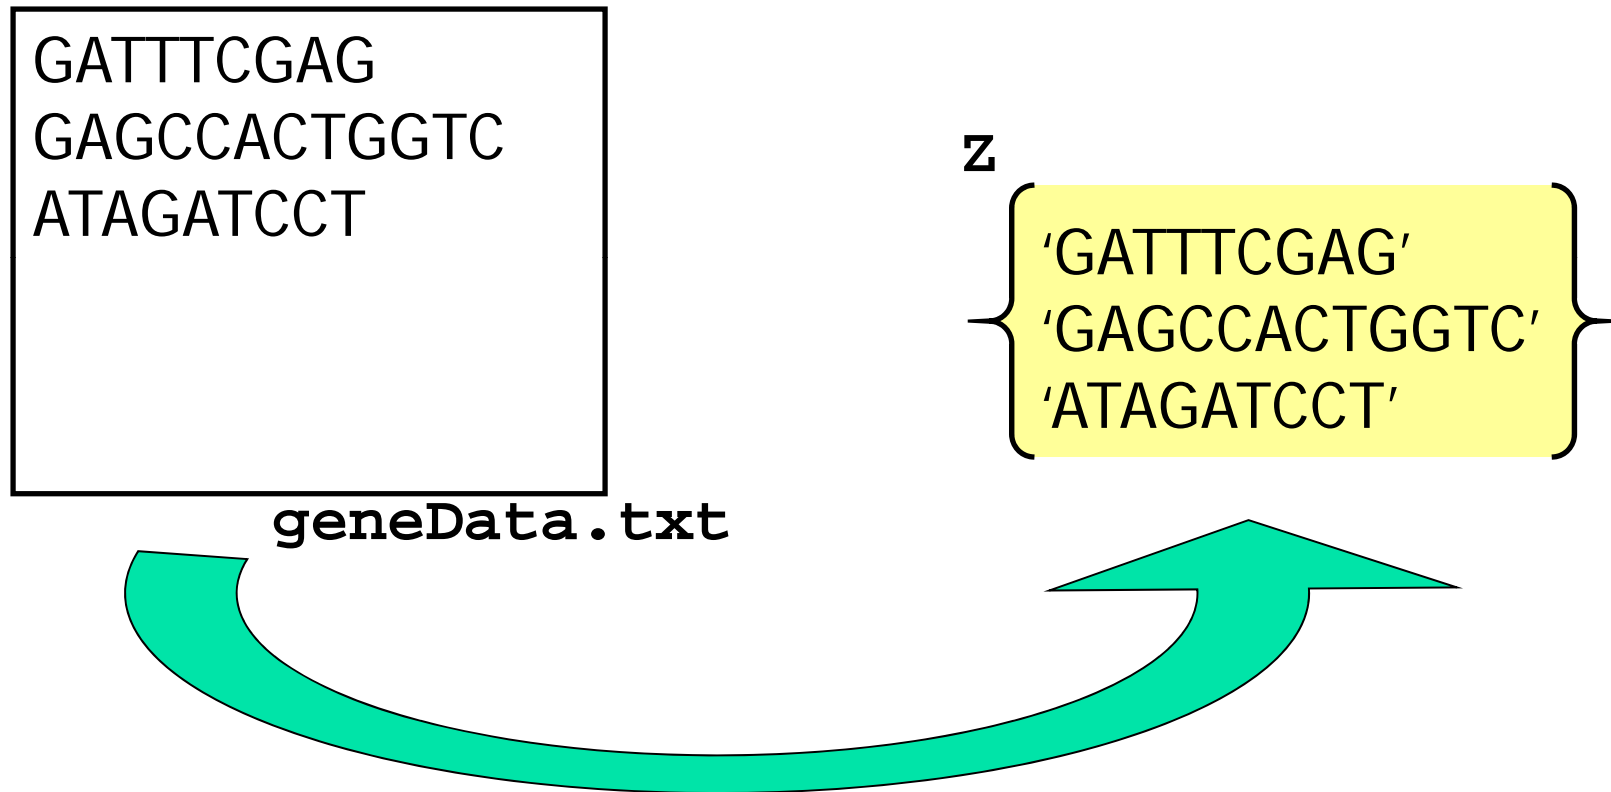 GATTTCGAG
GAGCCACTGGTC
ATAGATCCT
geneData.txt
Z
‘GATTTCGAG’
‘GAGCCACTGGTC’
‘ATAGATCCT’